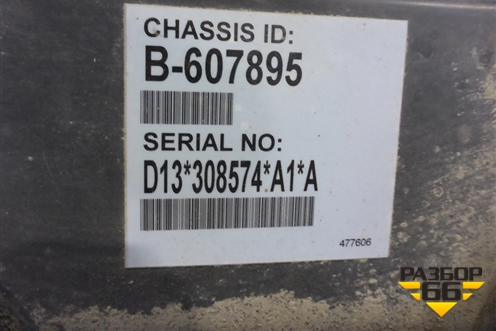 CHASSIS ID:
B-607895
SERIAL NO:
D13*308574*A1*A
477606
РАЗБОР
66